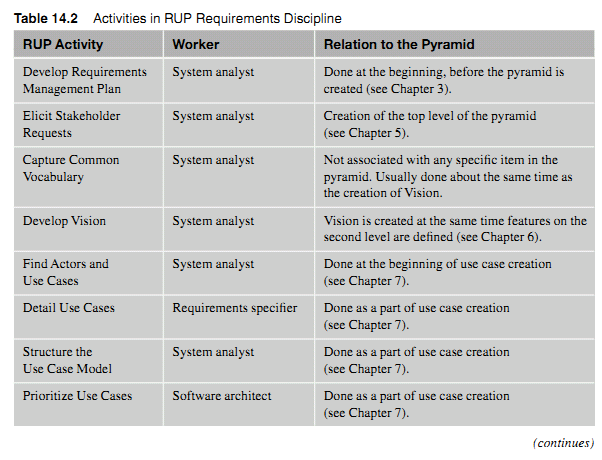 Table 14.2 Activities in RUP Requirements Discipline
RUP Activity Worker Relation to the Pyramid
Develop Requirements System analyst Done at the beginning, before the pyramid is
Management Plan created (see Chapter 3).
Elicit Stakeholder System analyst Creation of the top level of the pyramid
Requests (see Chapter 5).
Capture Common System analyst Not associated with any specific item in the
Vocabulary pyramid. Usually done about the same time as
the creation of Vision.
Develop Vision System analyst Vision is created at the same time features on the
second level are defined (see Chapter 6).
Find Actors and System analyst Done at the beginning of use case creation
Use Cases (see Chapter 7).
Detail Use Cases Requirements specifier Done as a part of use case creation
(see Chapter 7).
Structure the System analyst Done as a part of use case creation
Use Case Model (see Chapter 7).
Prioritize Use Cases Software architect Done as a part of use case creation
(see Chapter 7).
(continues)